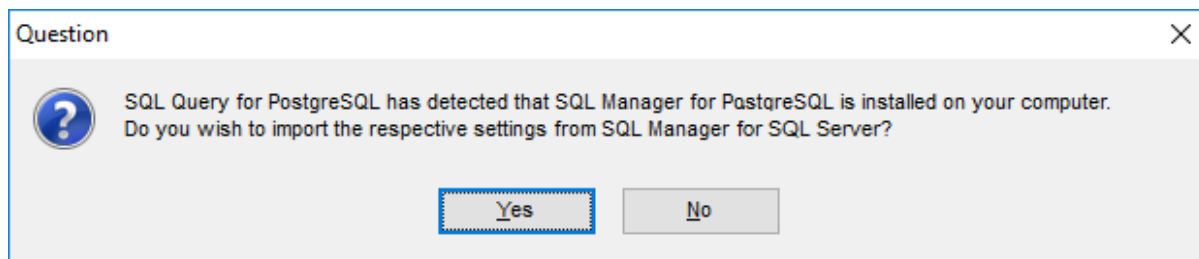 Question
SQL Query for PostgreSQL has detected that SQL Manager for PostgreSQL is installed on your computer.
Do you wish to import the respective settings from SQL Manager for SQL Server?
Yes No